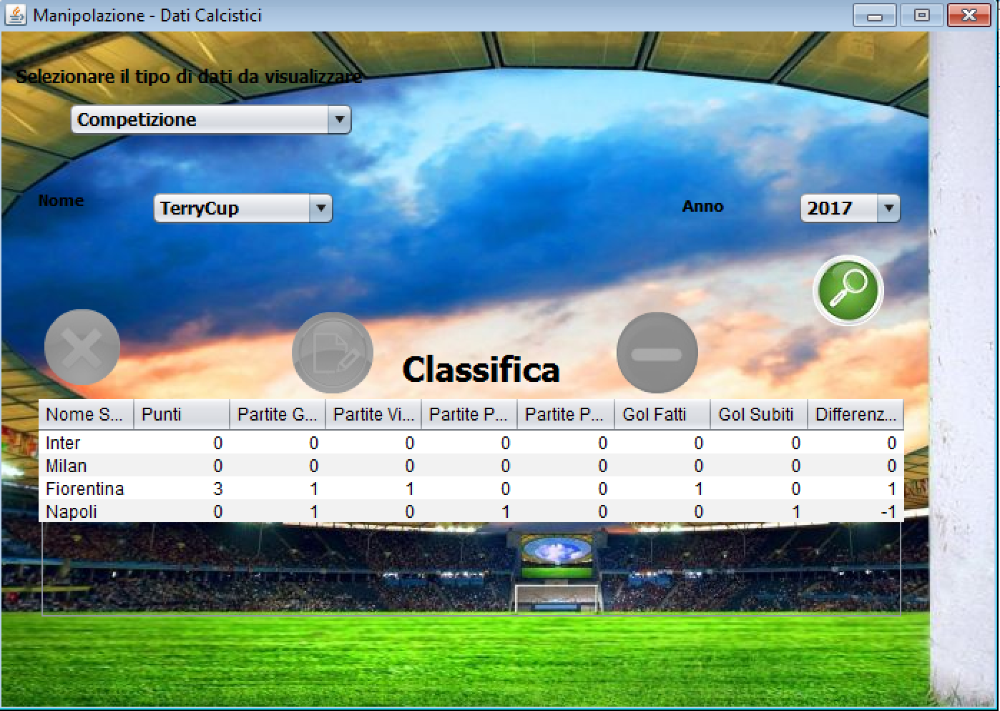 Manipolazione - Dati Calcistici
Selezionare il tipo di dati da visualizzare
Competizione
Nome TerryCup Anno 2017
Classifica
Nome S... Punti Partite G... Partite Vi... Partite P... Partite P... Gol Fatti Gol Subiti Differenz...
Inter 0 0 0 0 0 0 0 0
Milan 0 0 0 0 0 0 0 0
Fiorentina 3 1 1 0 0 1 0 1
Napoli 0 1 0 1 0 0 1 -1